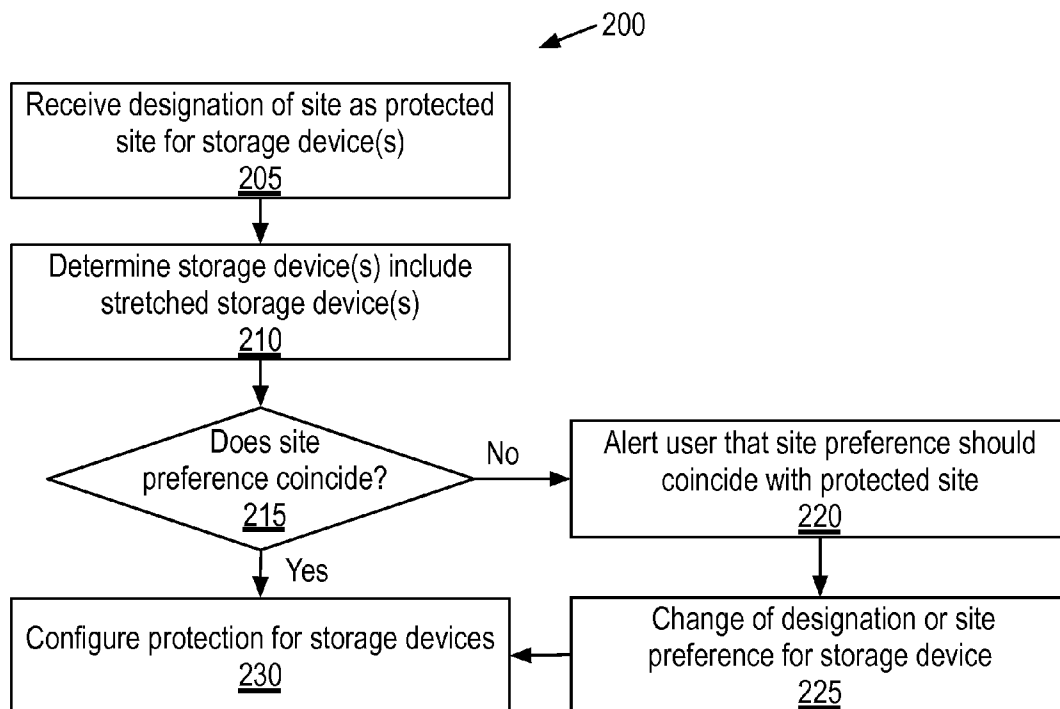 200
Receive designation of site as protected
site for storage device(s)
205
Determine storage device(s) include
stretched storage device(s)
210
Does site
preference coincide?
215
No
Yes
Alert user that site preference should
coincide with protected site
220
Change of designation or site
preference for storage device
225
Configure protection for storage devices
230